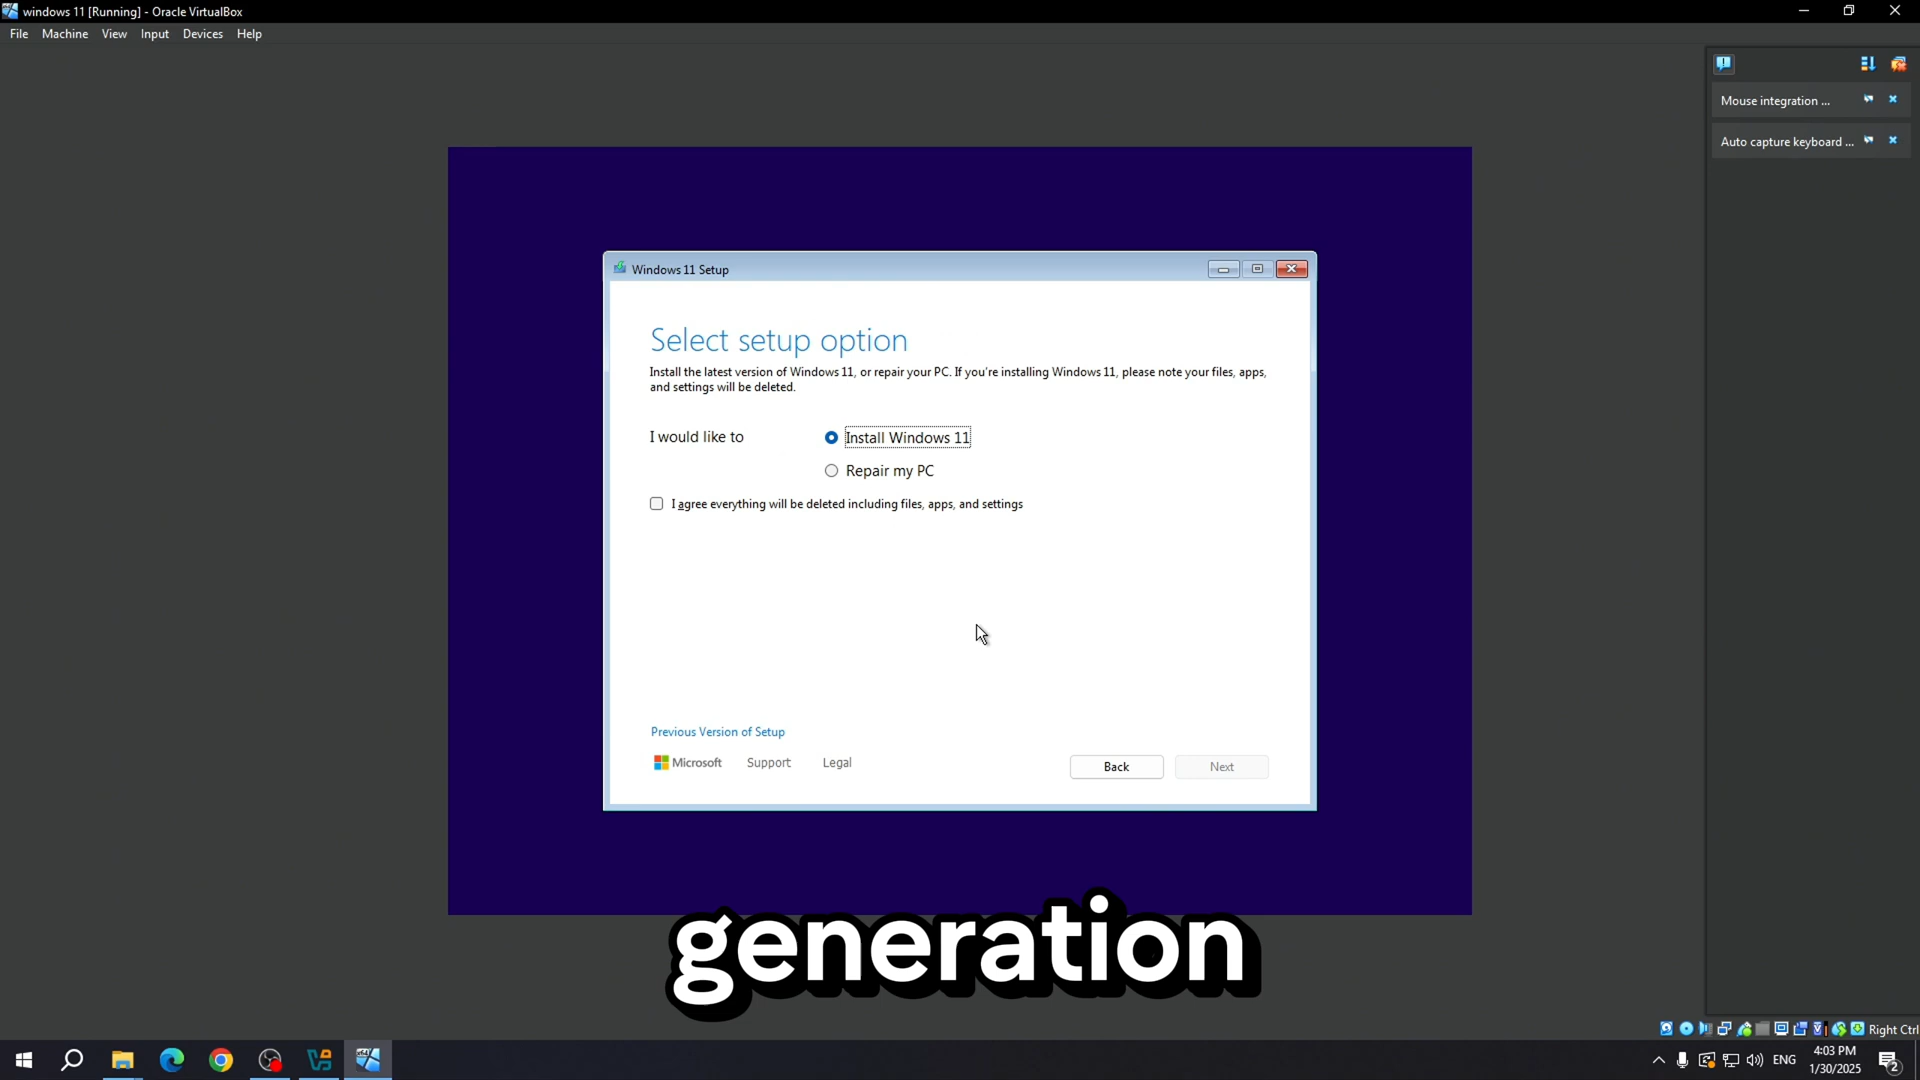 windows 11 [Running] - Oracle VirtualBox
File Machine View Input Devices Help
Mouse integration ...
Auto capture keyboard ...
Windows 11 Setup
Select setup option
Install the latest version of Windows 11, or repair your PC. If you're installing Windows 11, please note your files, apps,
and settings will be deleted.
I would like to
Install Windows 11
Repair my PC
I agree everything will be deleted including files, apps, and settings
Previous Version of Setup
Microsoft Support Legal
Back Next
generation
Right Ctrl
ENG
4:03 PM
1/30/2025
2